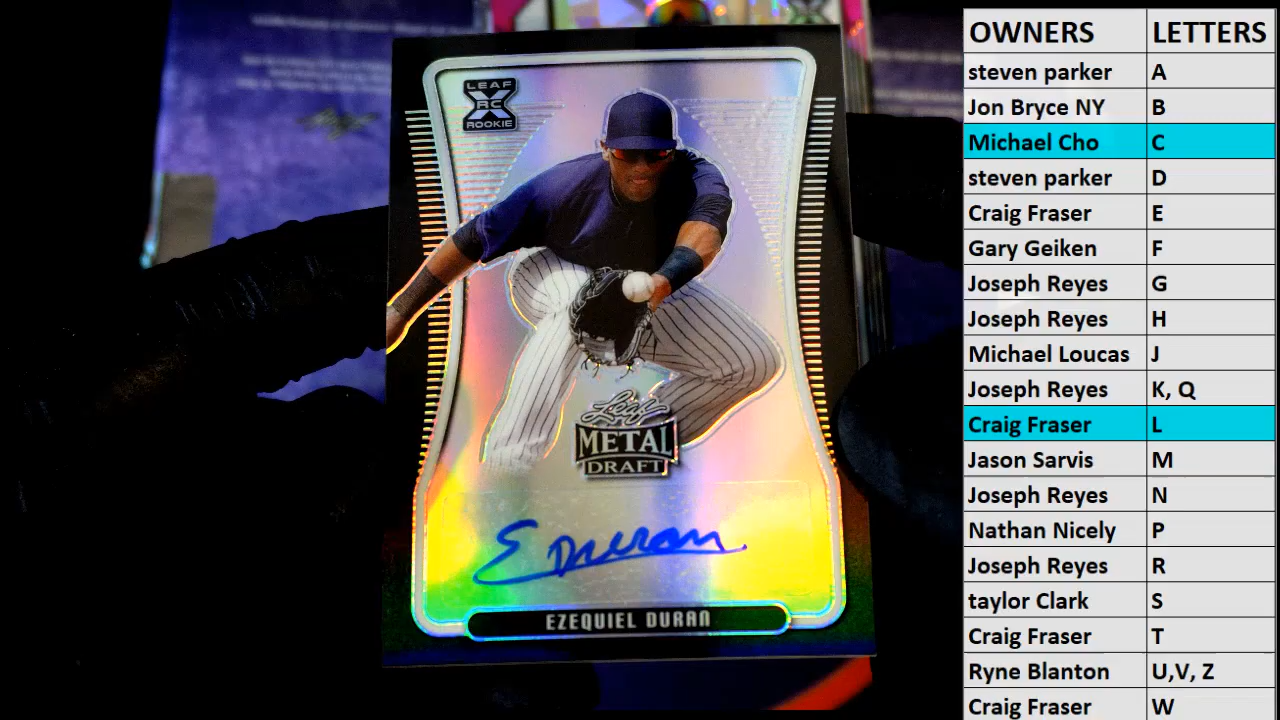 LEAF
X
RC
ROOKIE
Leaf
METAL
DRAFT
E Duran
EZEQUIEL DURAN
OWNERS LETTERS
steven parker A
Jon Bryce NY B
Michael Cho C
steven parker D
Craig Fraser E
Gary Geiken F
Joseph Reyes G
Joseph Reyes H
Michael Loucas J
Joseph Reyes K, Q
Craig Fraser L
Jason Sarvis M
Joseph Reyes N
Nathan Nicely P
Joseph Reyes R
taylor Clark S
Craig Fraser T
Ryne Blanton U,V, Z
Craig Fraser W